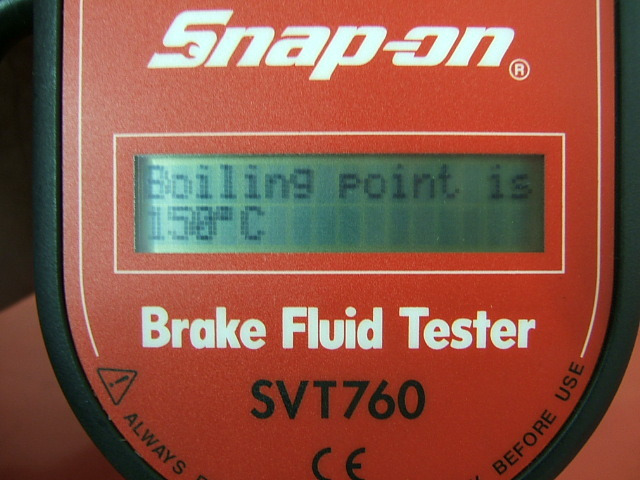 Snap-on®
Boiling point is
150°C
Brake Fluid Tester
SVT760
CE
ALWAYS
BEFORE USE